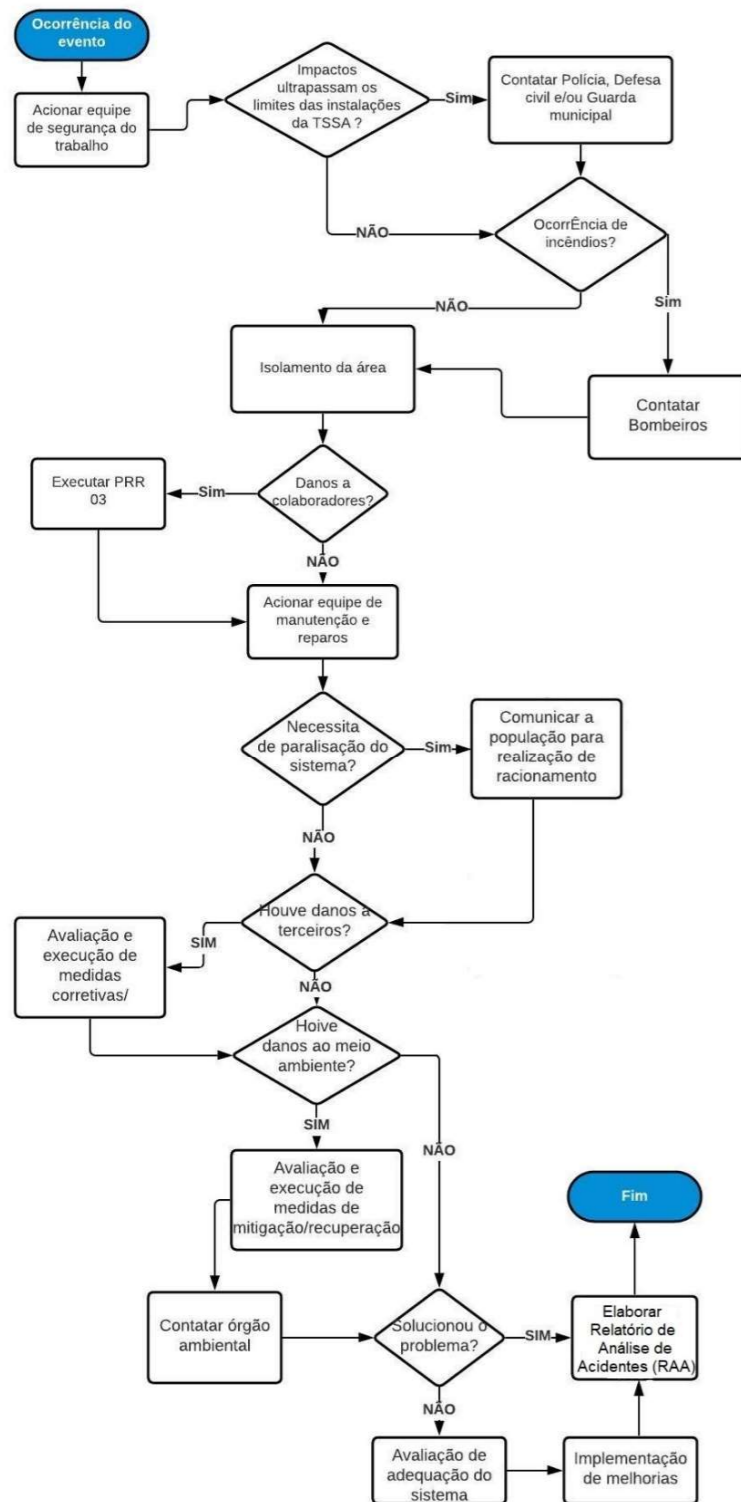 Ocorrência do
evento
Acionar equipe
de segurança do
trabalho
Impactos
ultrapassam os
limites das instalações
da TSSA ?
Sim
Contatar Polícia, Defesa
civil e/ou Guarda
municipal
NÃO
OcorrÊncia de
incêndios?
NÃO
Sim
Isolamento da área
Contatar
Bombeiros
Danos a
colaboradores?
Sim
Executar PRR
03
NÃO
Acionar equipe de
manutenção e
reparos
Necessita
de paralisação do
sistema?
Sim
Comunicar a
população para
realização de
racionamento
NÃO
Houve danos a
terceiros?
SIM
Avaliação e
execução de
medidas
corretivas/
NÃO
Hoive
danos ao meio
ambiente?
SIM
NÃO
Avaliação e
execução de
medidas de
mitigação/recuperação
Contatar órgão
ambiental
Solucionou o
problema?
SIM
Fim
Elaborar
Relatório de
Análise de
Acidentes (RAA)
NÃO
Avaliação de
adequação do
sistema
Implementação
de melhorias